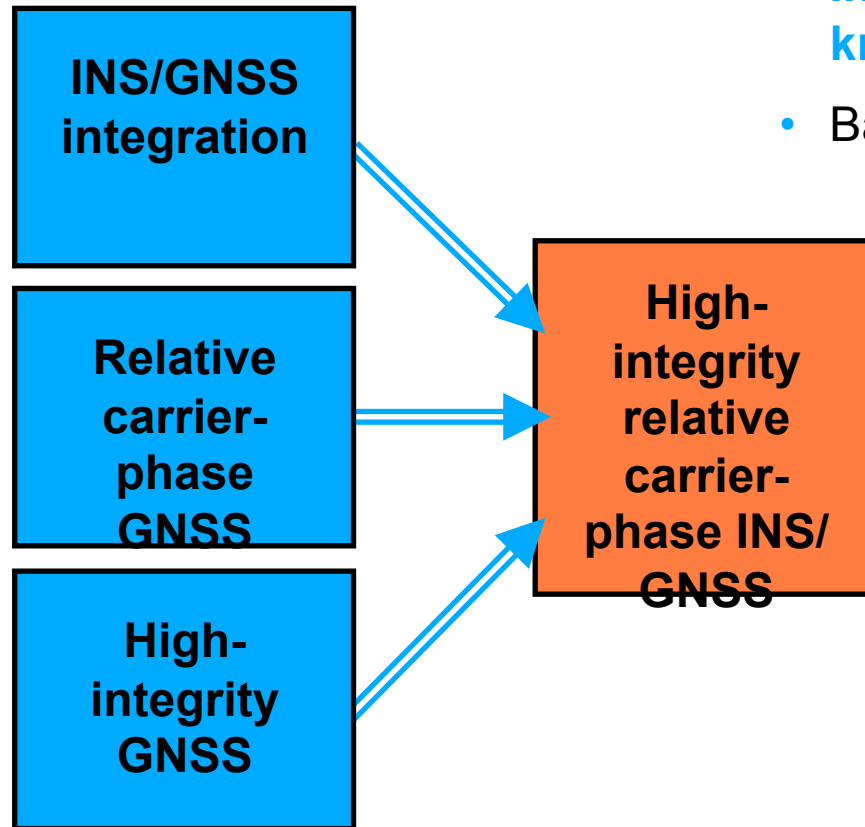 INS/GNSS
integration
Relative
carrier-
phase
GNSS
High-
integrity
GNSS
High-
integrity
relative
carrier-
phase INS/
GNSS